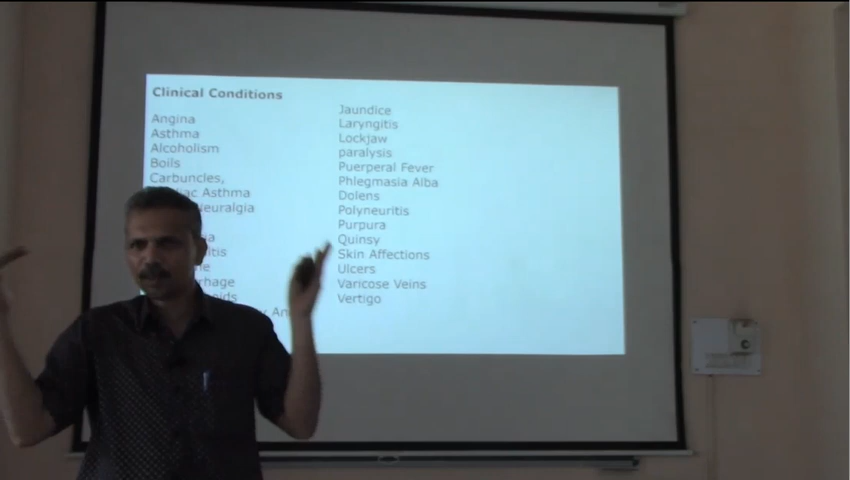 Clinical Conditions
Angina
Asthma
Alcoholism
Boils
Carbuncles,
Asthma
Jaundice
Laryngitis
Lockjaw
paralysis
Puerperal Fever
Phlegmasia Alba
Dolens
Polyneuritis
Purpura
Quinsy
Skin Affections
Ulcers
Varicose Veins
Vertigo